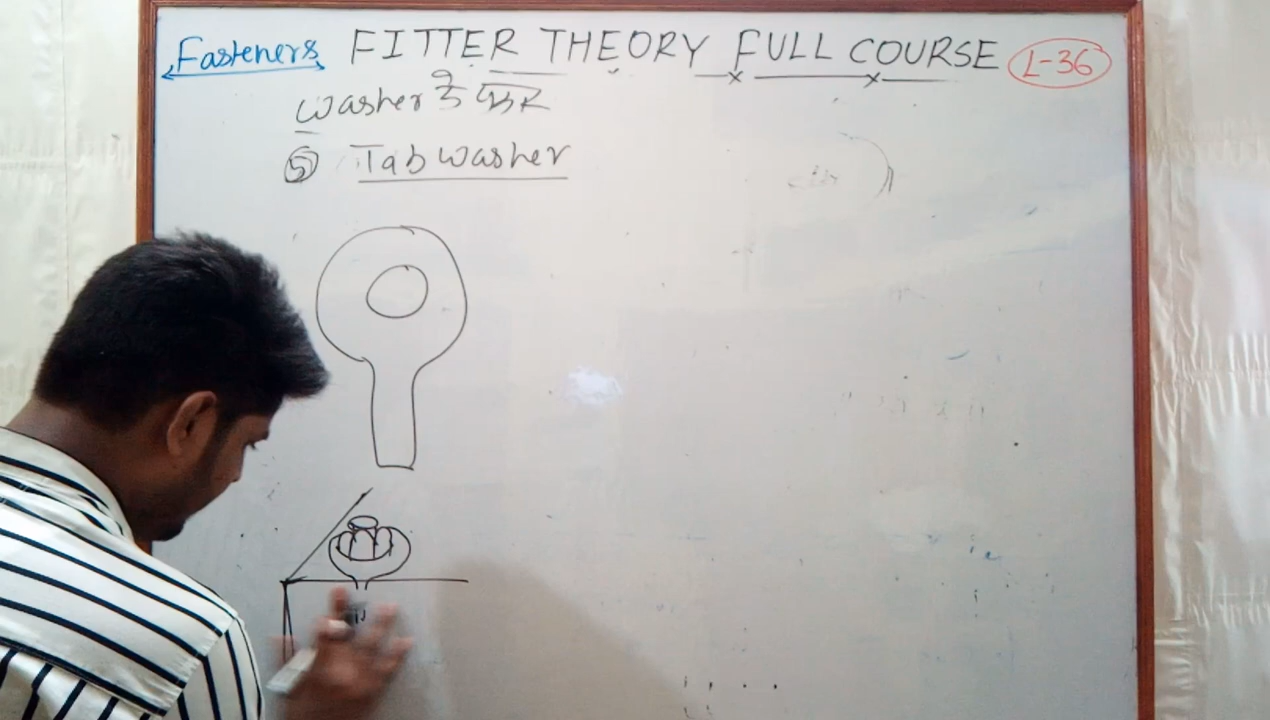 Fasteners FITTER THEORY FULL COURSE L-36
Washer के प्रकार
⑤ Tab washer